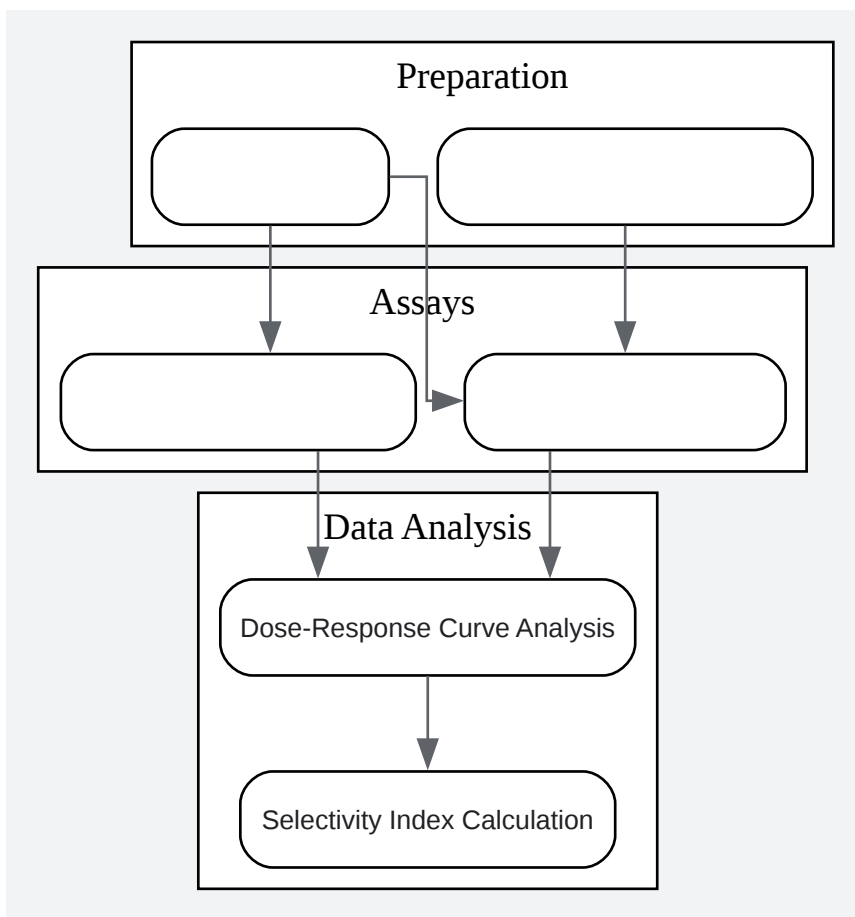 Preparation
Assays
Data Analysis
Dose-Response Curve Analysis
Selectivity Index Calculation